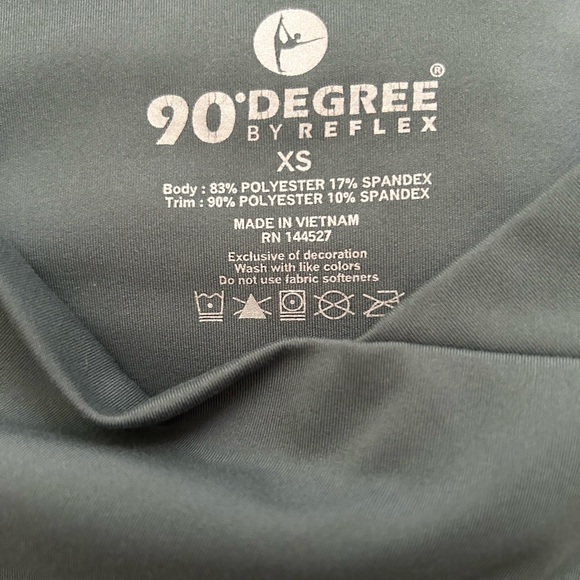 90°DEGREE®
BY REFLEX
XS
Body : 83% POLYESTER 17% SPANDEX
Trim : 90% POLYESTER 10% SPANDEX
MADE IN VIETNAM
RN 144527
Exclusive of decoration
Wash with like colors
Do not use fabric softeners